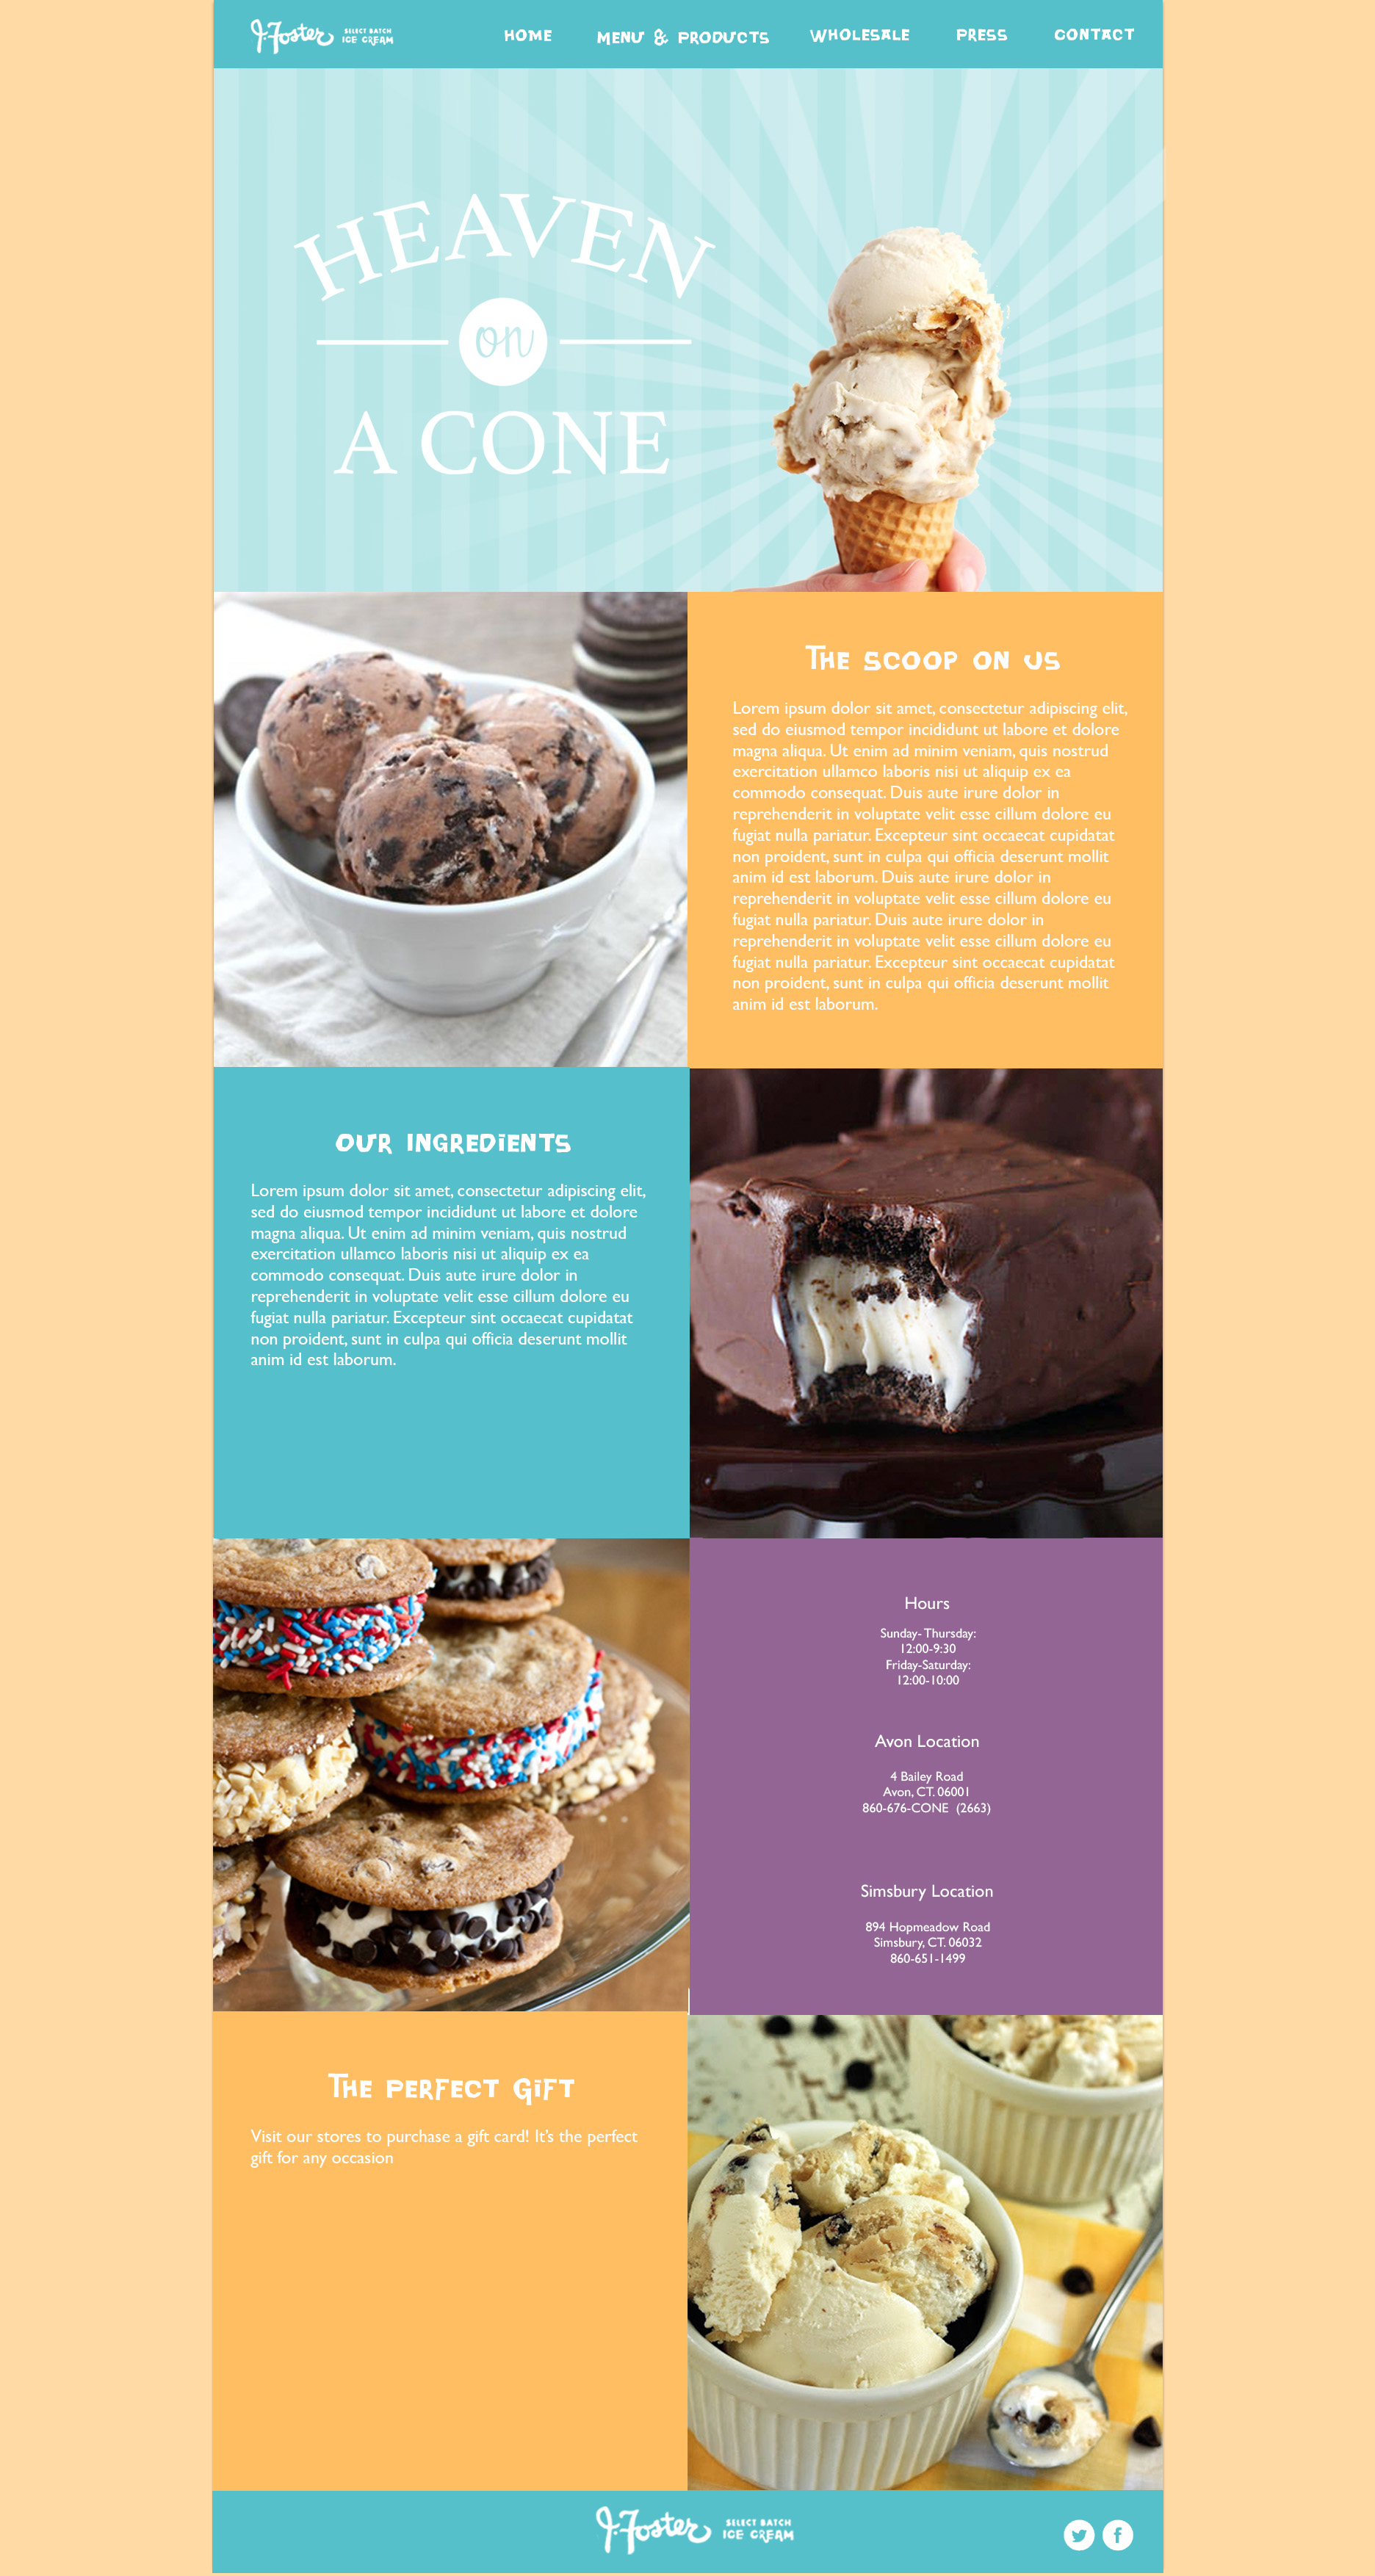 J.Foster SELECT BATCH
ICE CREAM
HOME MENU & PRODUCTS WHOLESALE PRESS CONTACT
HEAVEN
on
A CONE
THE SCOOP ON US
Lorem ipsum dolor sit amet, consectetur adipiscing elit,
sed do eiusmod tempor incididunt ut labore et dolore
magna aliqua. Ut enim ad minim veniam, quis nostrud
exercitation ullamco laboris nisi ut aliquip ex ea
commodo consequat. Duis aute irure dolor in
reprehenderit in voluptate velit esse cillum dolore eu
fugiat nulla pariatur. Excepteur sint occaecat cupidatat
non proident, sunt in culpa qui officia deserunt mollit
anim id est laborum. Duis aute irure dolor in
reprehenderit in voluptate velit esse cillum dolore eu
fugiat nulla pariatur. Duis aute irure dolor in
reprehenderit in voluptate velit esse cillum dolore eu
fugiat nulla pariatur. Excepteur sint occaecat cupidatat
non proident, sunt in culpa qui officia deserunt mollit
anim id est laborum.
OUR INGREDIENTS
Lorem ipsum dolor sit amet, consectetur adipiscing elit,
sed do eiusmod tempor incididunt ut labore et dolore
magna aliqua. Ut enim ad minim veniam, quis nostrud
exercitation ullamco laboris nisi ut aliquip ex ea
commodo consequat. Duis aute irure dolor in
reprehenderit in voluptate velit esse cillum dolore eu
fugiat nulla pariatur. Excepteur sint occaecat cupidatat
non proident, sunt in culpa qui officia deserunt mollit
anim id est laborum.
Hours
Sunday- Thursday:
12:00-9:30
Friday-Saturday:
12:00-10:00
Avon Location
4 Bailey Road
Avon, CT. 06001
860-676-CONE (2663)
Simsbury Location
894 Hopmeadow Road
Simsbury, CT. 06032
860-651-1499
THE PERFECT GIFT
Visit our stores to purchase a gift card! It's the perfect
gift for any occasion
J.Foster SELECT BATCH
ICE CREAM